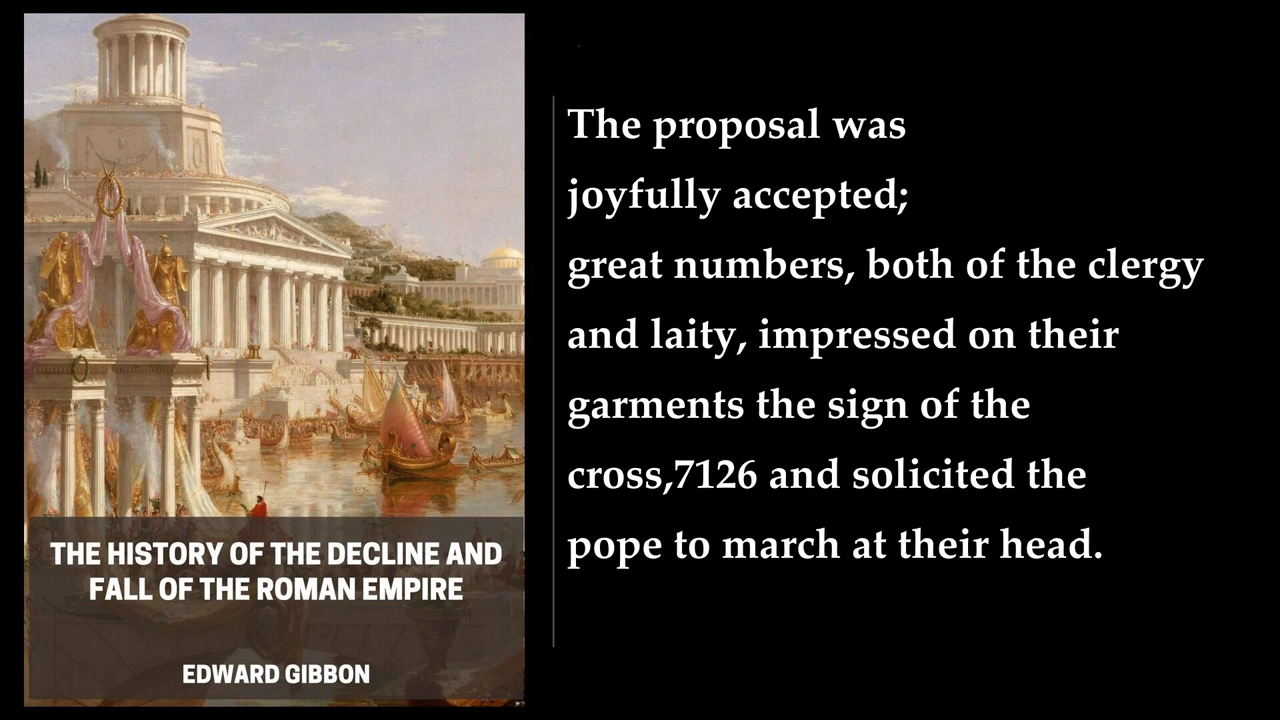 THE HISTORY OF THE DECLINE AND
FALL OF THE ROMAN EMPIRE
EDWARD GIBBON
The proposal was
joyfully accepted;
great numbers, both of the clergy
and laity, impressed on their
garments the sign of the
cross,7126 and solicited the
pope to march at their head.